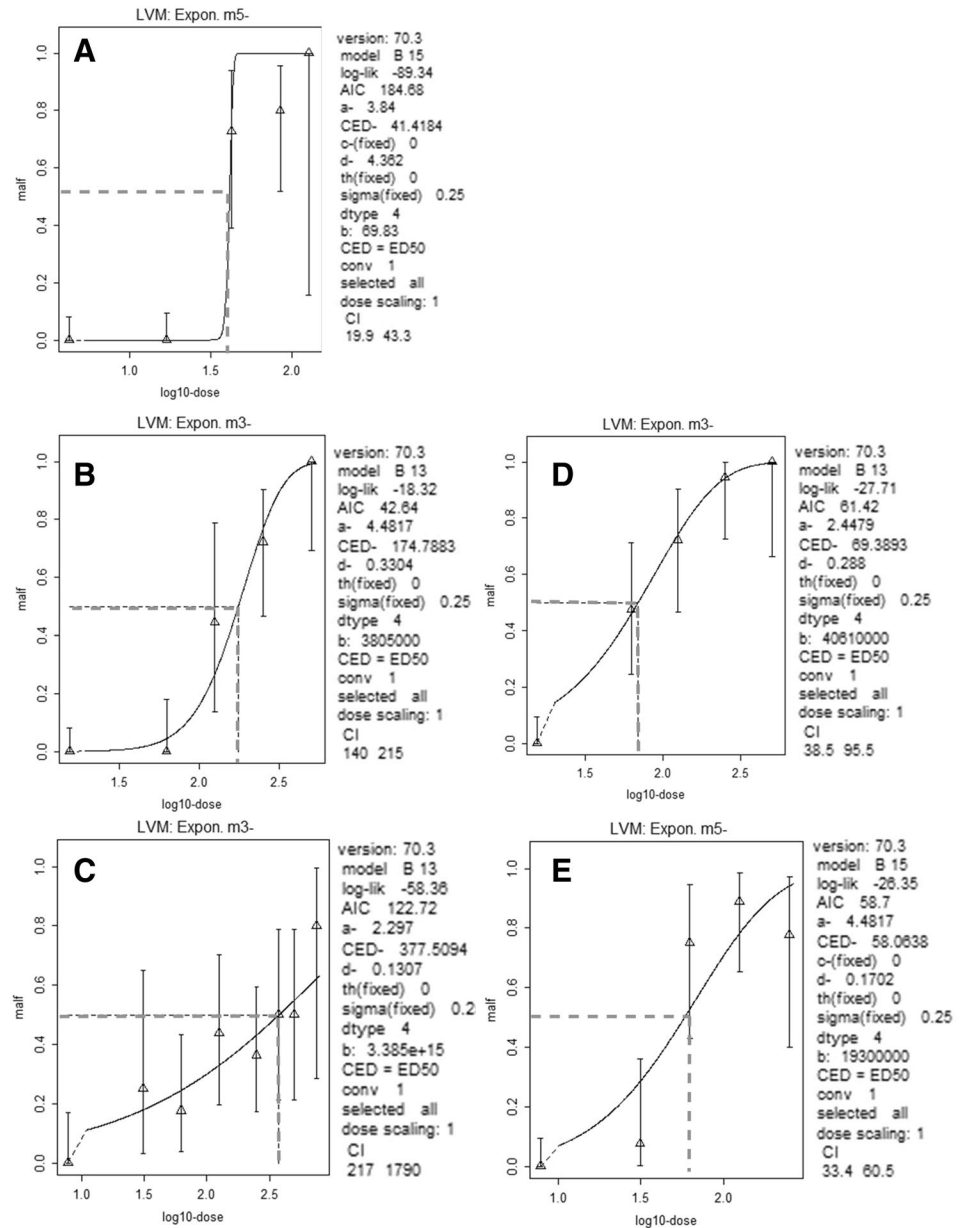 LVM: Expon. m5-
A
malf
0.0 0.2 0.4 0.6 0.8 1.0
1.0 1.5 2.0
log10-dose
version: 70.3
model B 15
log-lik -89.34
AIC 184.68
a- 3.84
CED- 41.4184
c-(fixed) 0
d- 4.362
th(fixed) 0
sigma(fixed) 0.25
dtype 4
b: 69.83
CED = ED50
conv 1
selected all
dose scaling: 1
CI
19.9 43.3
LVM: Expon. m3-
B
malf
0.0 0.2 0.4 0.6 0.8 1.0
1.5 2.0 2.5
log10-dose
version: 70.3
model B 13
log-lik -18.32
AIC 42.64
a- 4.4817
CED- 174.7883
d- 0.3304
th(fixed) 0
sigma(fixed) 0.25
dtype 4
b: 3805000
CED = ED50
conv 1
selected all
dose scaling: 1
CI
140 215
LVM: Expon. m3-
D
malf
0.0 0.2 0.4 0.6 0.8 1.0
1.5 2.0 2.5
log10-dose
version: 70.3
model B 13
log-lik -27.71
AIC 61.42
a- 2.4479
CED- 69.3893
d- 0.288
th(fixed) 0
sigma(fixed) 0.25
dtype 4
b: 40610000
CED = ED50
conv 1
selected all
dose scaling: 1
CI
38.5 95.5
LVM: Expon. m3-
C
malf
0.0 0.2 0.4 0.6 0.8 1.0
1.0 1.5 2.0 2.5
log10-dose
version: 70.3
model B 13
log-lik -58.36
AIC 122.72
a- 2.297
CED- 377.5094
d- 0.1307
th(fixed) 0
sigma(fixed) 0.2
dtype 4
b: 3.385e+15
CED = ED50
conv 1
selected all
dose scaling: 1
CI
217 1790
LVM: Expon. m5-
E
malf
0.0 0.2 0.4 0.6 0.8 1.0
1.0 1.5 2.0
log10-dose
version: 70.3
model B 15
log-lik -26.35
AIC 58.7
a- 4.4817
CED- 58.0638
c-(fixed) 0
d- 0.1702
th(fixed) 0
sigma(fixed) 0.25
dtype 4
b: 19300000
CED = ED50
conv 1
selected all
dose scaling: 1
CI
33.4 60.5